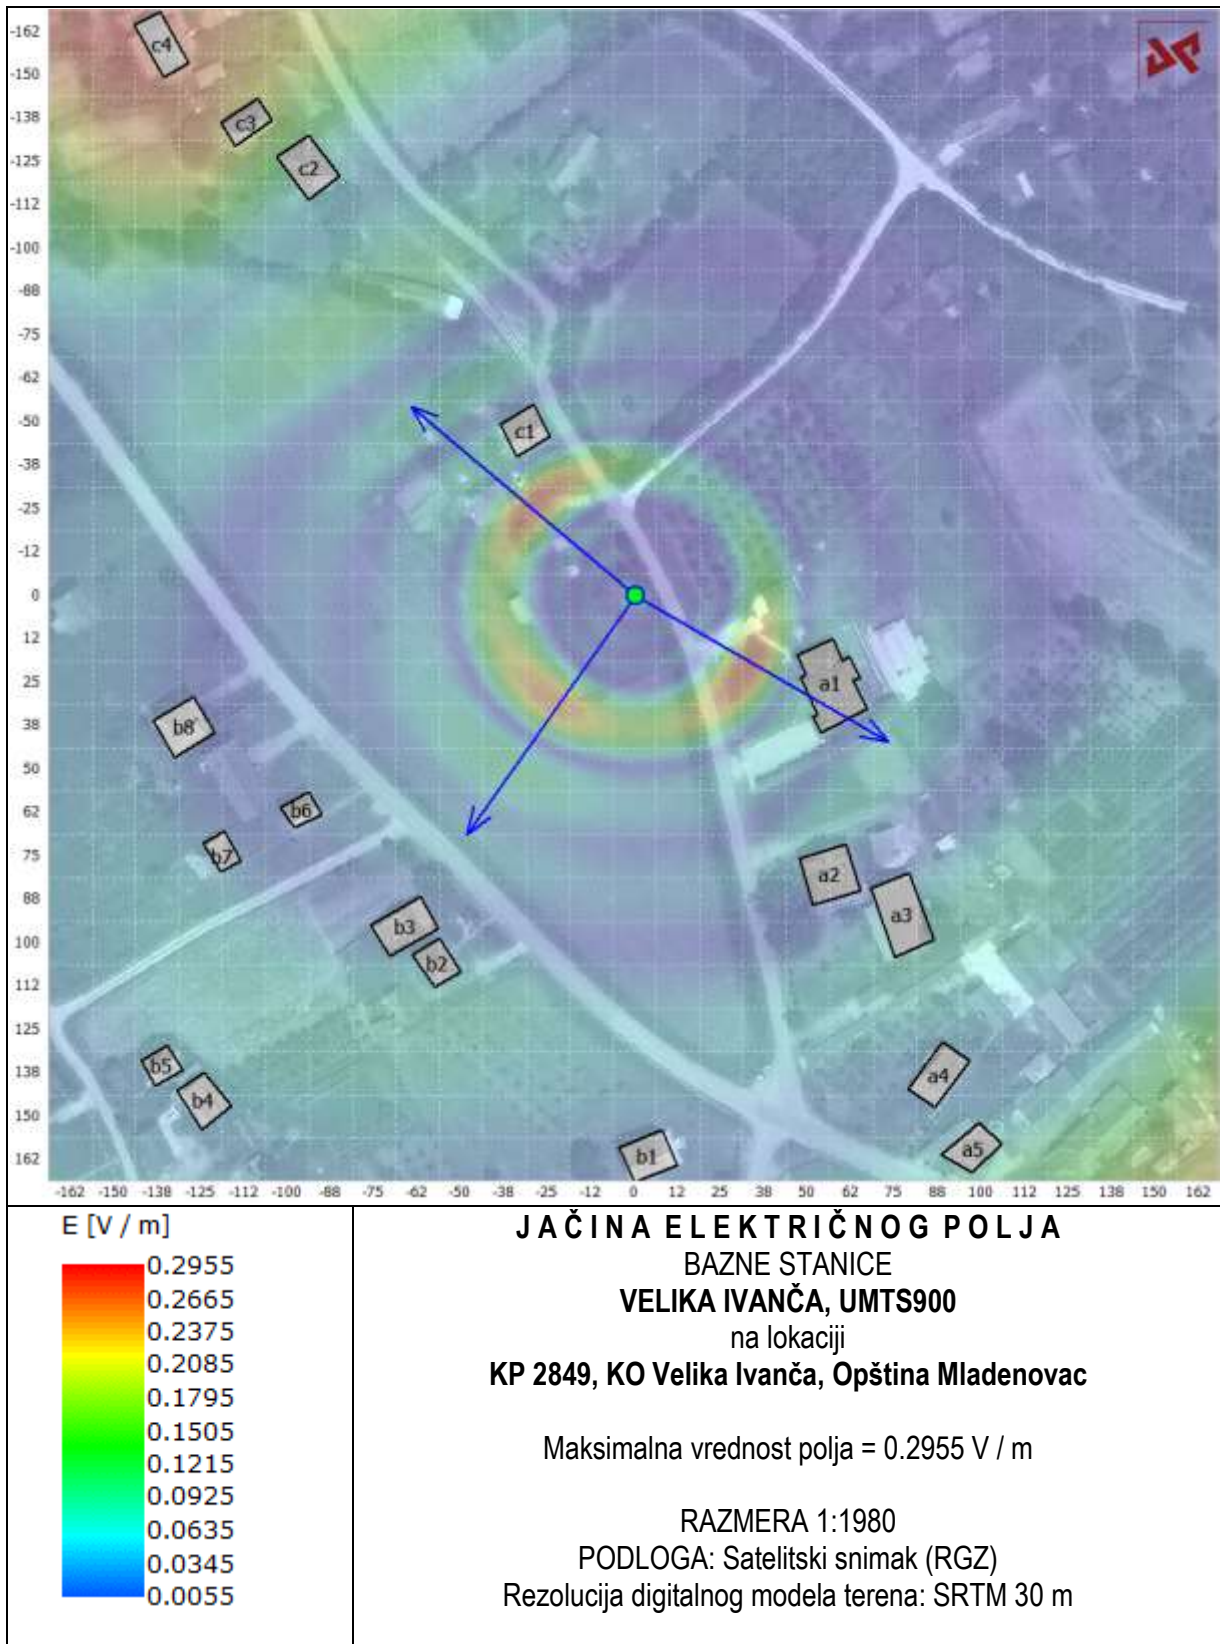 -162
-150
-138
-125
-112
-100
-88
-75
-62
-50
-38
-25
-12
0
12
25
38
50
62
75
88
100
112
125
138
150
162
c4
c3
c2
c1
a1
b8
b6
b7
a2
b3
a3
b2
b5
b4
a4
b1
a5
-162 -150 -138 -125 -112 -100 -88 -75 -62 -50 -38 -25 -12 0 12 25 38 50 62 75 88 100 112 125 138 150 162
E [V / m]
0.2955
0.2665
0.2375
0.2085
0.1795
0.1505
0.1215
0.0925
0.0635
0.0345
0.0055
JAČINA ELEKTRIČNOG POLJA
BAZNE STANICE
VELIKA IVANČA, UMTS900
na lokaciji
KP 2849, KO Velika Ivanča, Opština Mladenovac
Maksimalna vrednost polja = 0.2955 V / m
RAZMERA 1:1980
PODLOGA: Satelitski snimak (RGZ)
Rezolucija digitalnog modela terena: SRTM 30 m